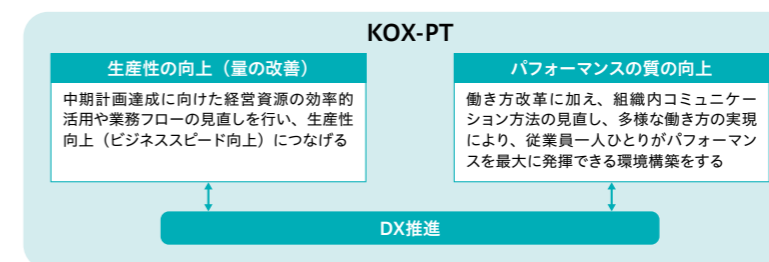 KOX-PT
生産性の向上（量の改善）
中期計画達成に向けた経営資源の効率的
活用や業務フローの見直しを行い、生産性
向上（ビジネススピード向上）につなげる
パフォーマンスの質の向上
働き方改革に加え、組織内コミュニケー
ション方法の見直し、多様な働き方の実現
により、従業員一人ひとりがパフォーマン
スを最大に発揮できる環境構築をする
DX推進